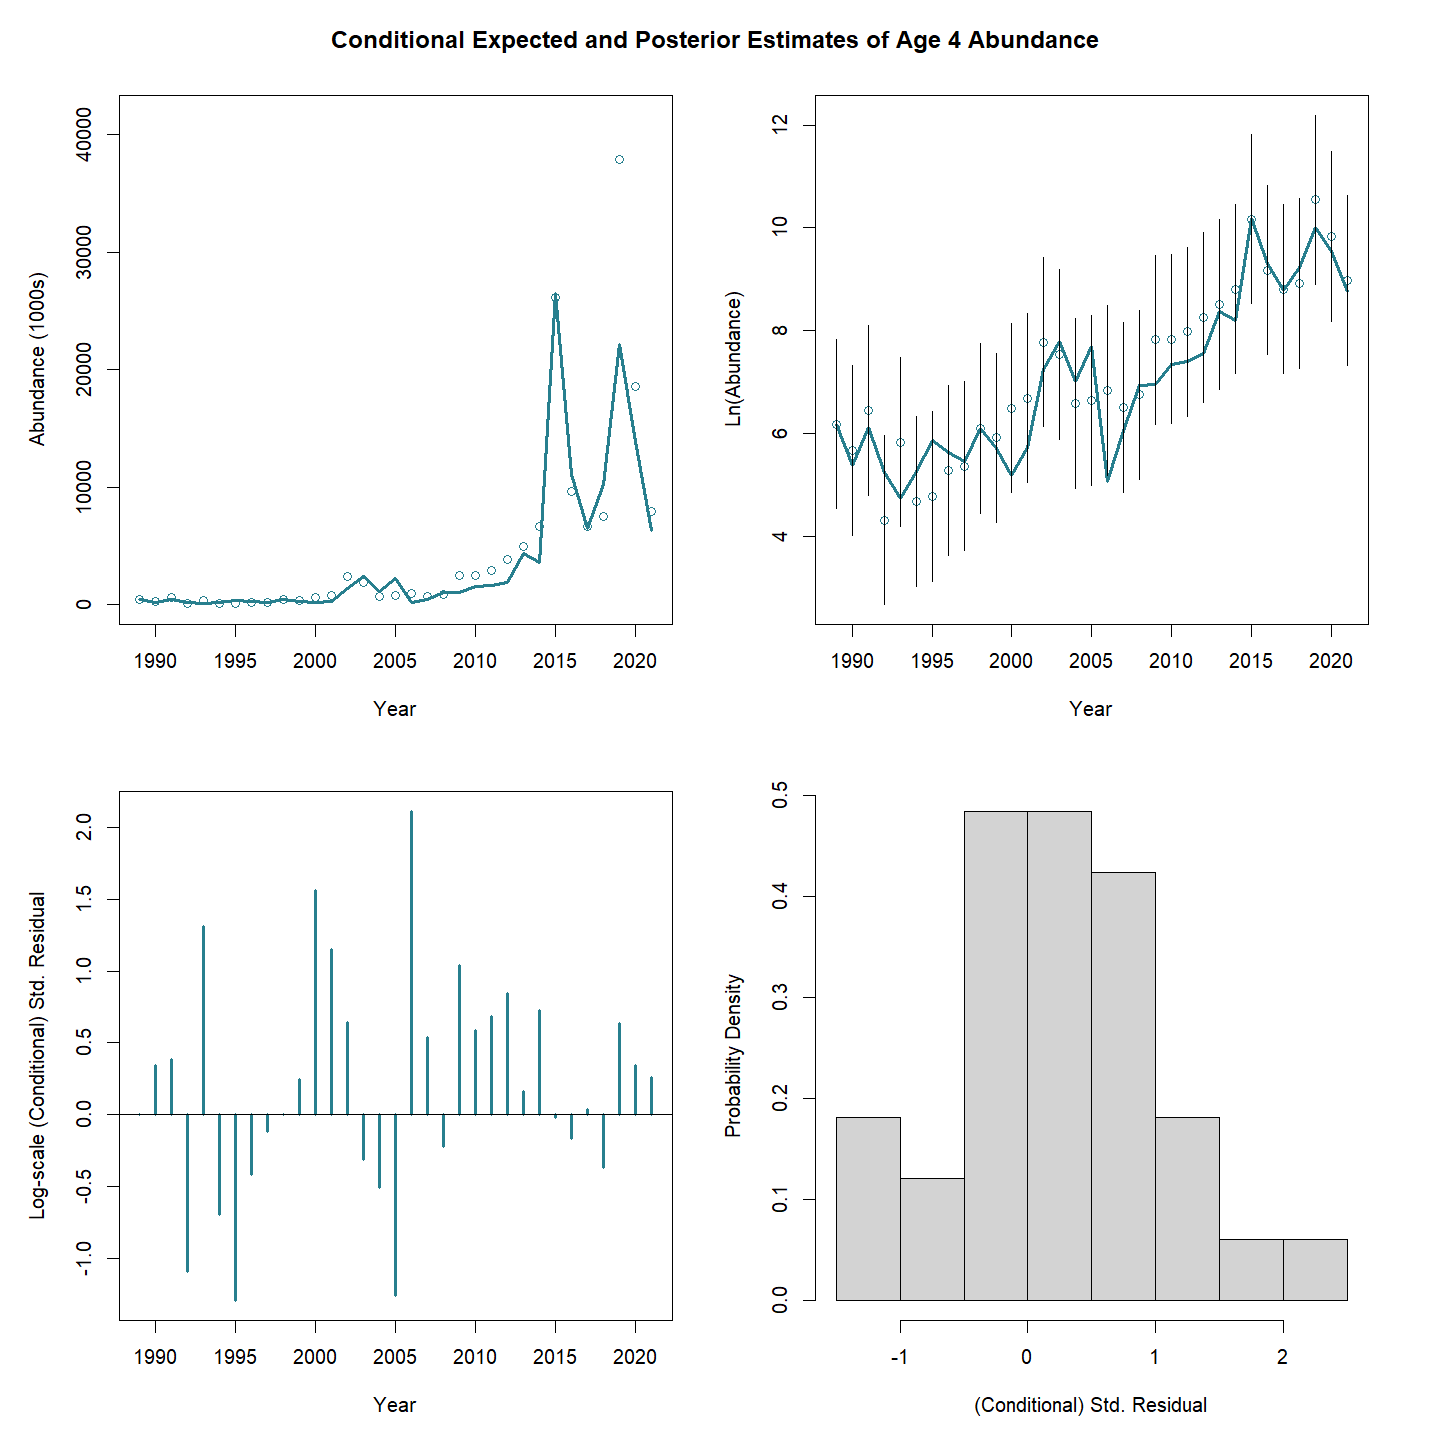 Conditional Expected and Posterior Estimates of Age 4 Abundance
Abundance (1000s)
40000
30000
20000
10000
0
1990 1995 2000 2005 2010 2015 2020
Year
Ln(Abundance)
12
10
8
6
4
1990 1995 2000 2005 2010 2015 2020
Year
Log-scale (Conditional) Std. Residual
2.0
1.5
1.0
0.5
0.0
-0.5
-1.0
1990 1995 2000 2005 2010 2015 2020
Year
Probability Density
0.5
0.4
0.3
0.2
0.1
0.0
-1 0 1 2
(Conditional) Std. Residual